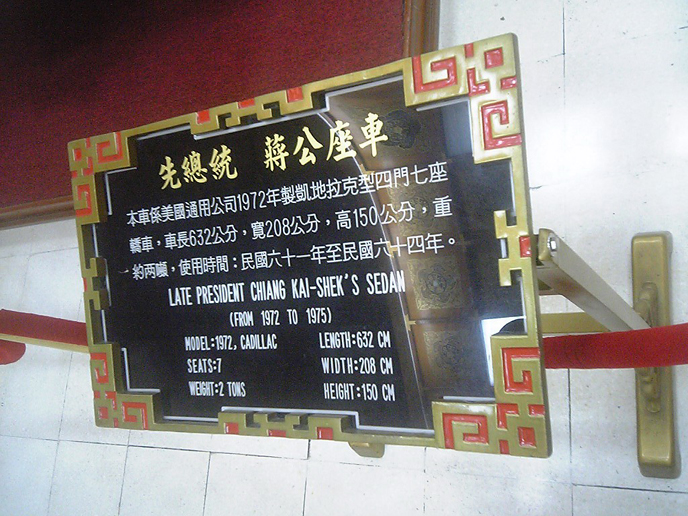 先總統 蔣公座車
本車係美國通用公司1972年製凱地拉克型四門七座
轎車，車長632公分，寬208公分，高150公分，重
約两噸，使用時間：民國六十一年至民國六十四年。
LATE PRESIDENT CHIANG KAI-SHEK'S SEDAN
(FROM 1972 TO 1975)
MODEL:1972, CADILLAC LENGTH:632 CM
SEATS:7 WIDTH:208 CM
WEIGHT:2 TONS HEIGHT:150 CM